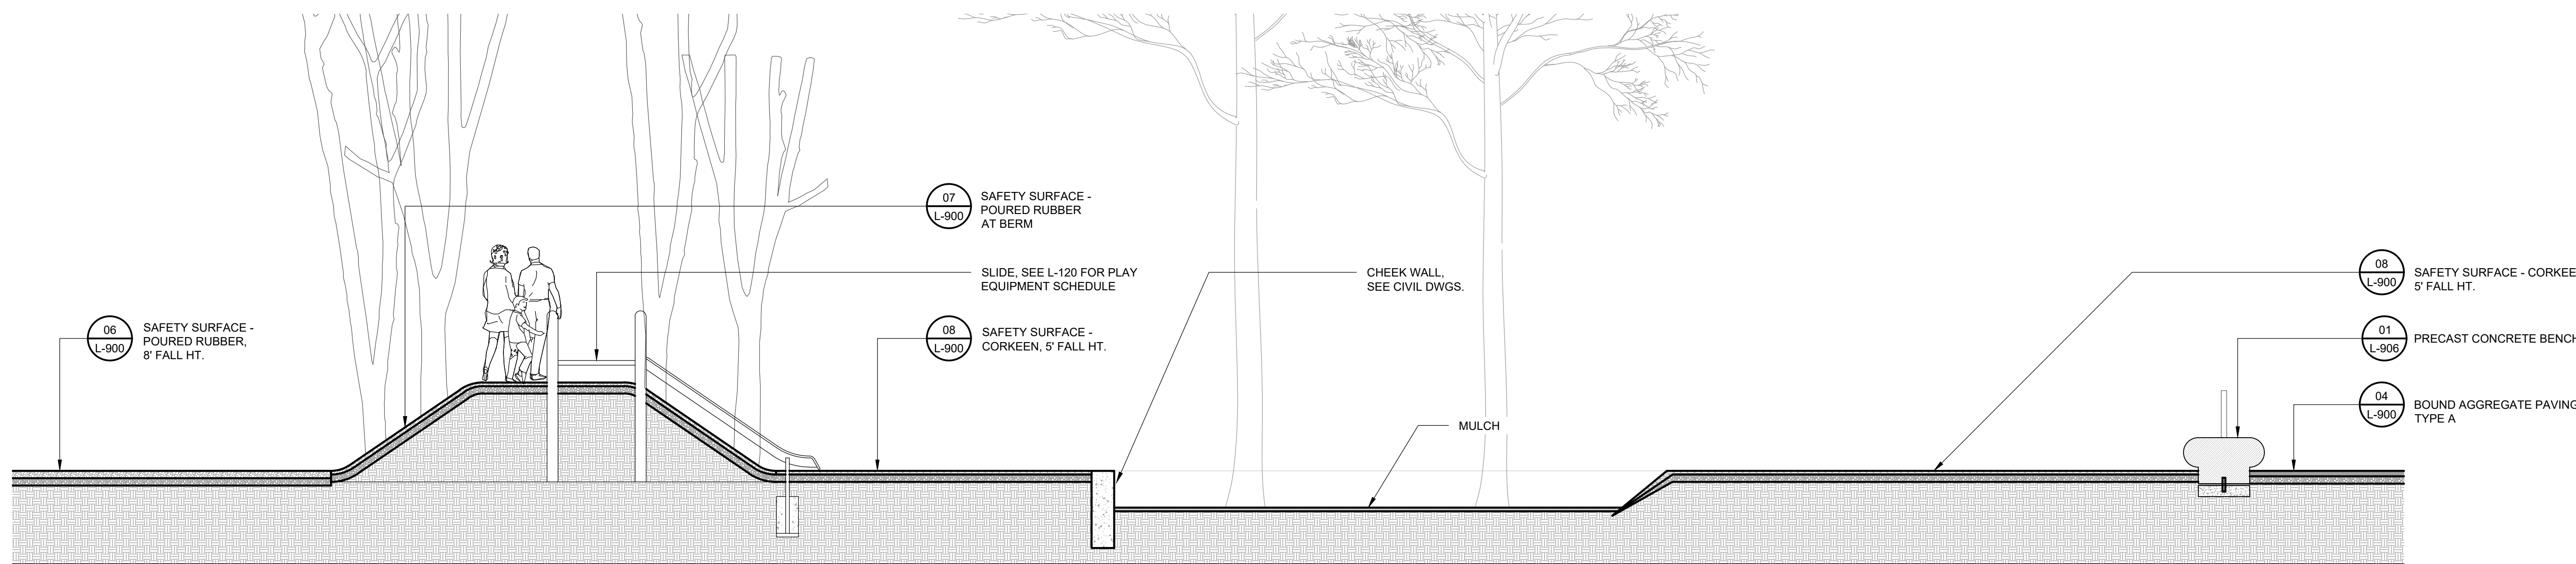 06
L-900
SAFETY SURFACE -
POURED RUBBER,
8' FALL HT.
07
L-900
SAFETY SURFACE -
POURED RUBBER
AT BERM
SLIDE, SEE L-120 FOR PLAY
EQUIPMENT SCHEDULE
08
L-900
SAFETY SURFACE -
CORKEEN, 5' FALL HT.
CHEEK WALL,
SEE CIVIL DWGS.
MULCH
08
L-900
SAFETY SURFACE - CORKEE
5' FALL HT.
01
L-906
PRECAST CONCRETE BENCH
04
L-900
BOUND AGGREGATE PAVING
TYPE A